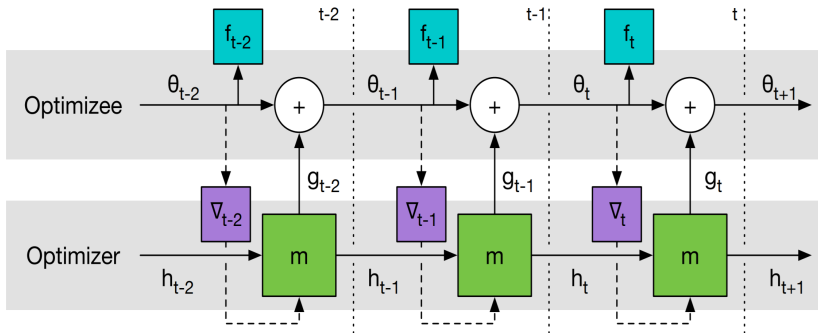 t-2 t-1 t
f_{t-2} f_{t-1} f_t
Optimizee θ_{t-2} + θ_{t-1} + θ_t + θ_{t+1}
g_{t-2} g_{t-1} g_t
∇_{t-2} ∇_{t-1} ∇_t
Optimizer m m m
h_{t-2} h_{t-1} h_t h_{t+1}